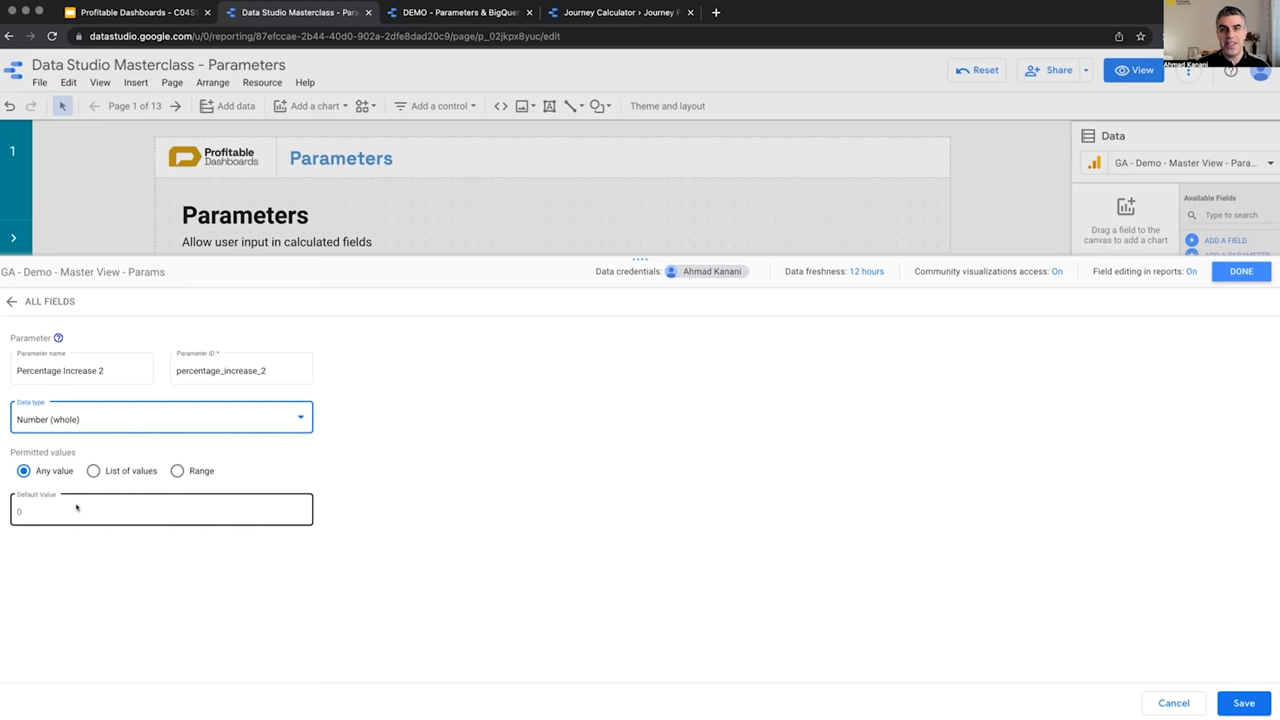 Profitable Dashboards - C04S
Data Studio Masterclass - Para
DEMO - Parameters & BigQuer
Journey Calculator › Journey F
datastudio.google.com/u/0/reporting/87efccae-2b44-40d0-902a-2dfe8dad20c9/page/p_02jkpx8yuc/edit
Ahmad Kanani
Data Studio Masterclass - Parameters
File Edit View Insert Page Arrange Resource Help
Reset
Share
View
Page 1 of 13
Add data
Add a chart
Add a control
Theme and layout
1
Profitable
Dashboards
Parameters
Parameters
Allow user input in calculated fields
Data
GA - Demo - Master View - Para...
Drag a field to the
canvas to add a chart
Available Fields
Type to search
ADD A FIELD
ADD A PARAMETER
GA - Demo - Master View - Params
Data credentials: Ahmad Kanani
Data freshness: 12 hours
Community visualizations access: On
Field editing in reports: On
DONE
ALL FIELDS
Parameter
Parameter name
Percentage Increase 2
Parameter ID *
percentage_increase_2
Data type
Number (whole)
Permitted values
Any value
List of values
Range
Default Value
0
Cancel
Save